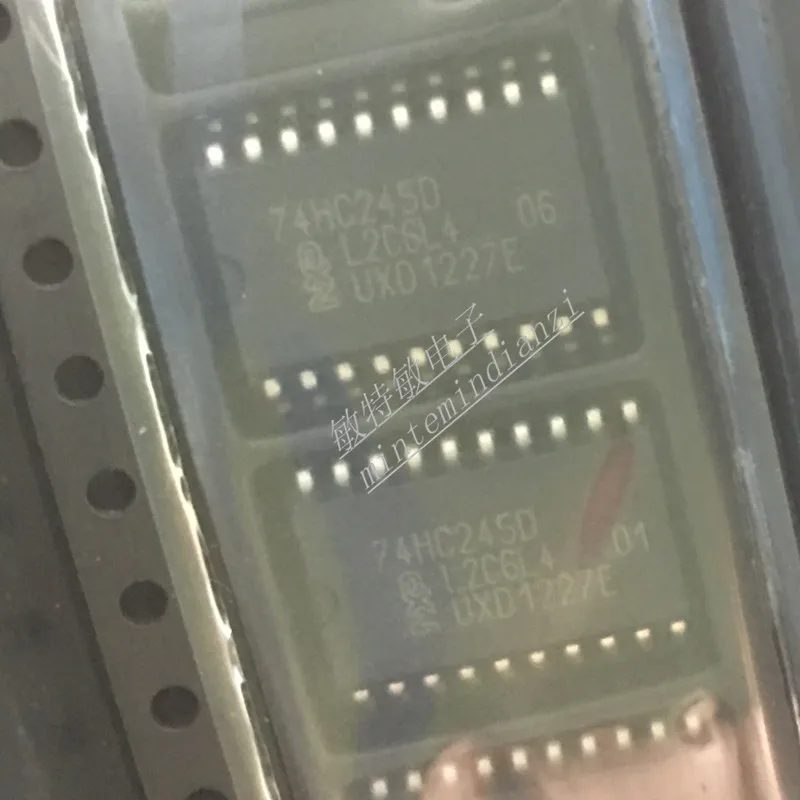 74HC245D
L2C6L4 06
UXD1227E
敏特敏电子
mintemindianzi
74HC245D
L2C6L4 01
UXD1227E